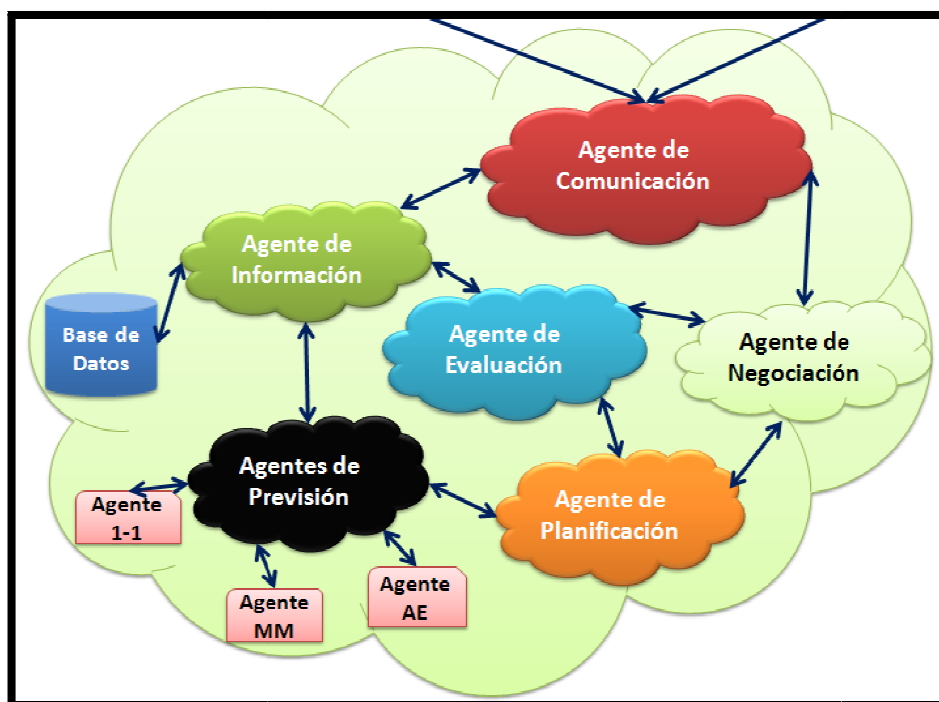 Agente de
Comunicación
Agente de
Información
Base de
Datos
Agente de
Evaluación
Agente de
Negociación
Agentes de
Previsión
Agente de
Planificación
Agente
1-1
Agente
MM
Agente
AE